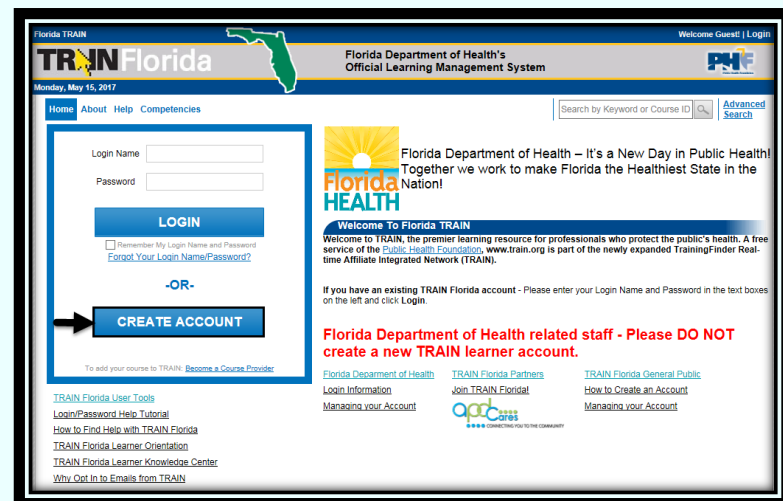 Florida TRAIN
Welcome Guest! | Login
TRAIN Florida
Florida Department of Health's
Official Learning Management System
PHF
Monday, May 15, 2017
Home About Help Competencies
Search by Keyword or Course ID
Advanced
Search
Login Name
Password
LOGIN
Remember My Login Name and Password
Forgot Your Login Name/Password?
-OR-
CREATE ACCOUNT
To add your course to TRAIN: Become a Course Provider
TRAIN Florida User Tools
Login/Password Help Tutorial
How to Find Help with TRAIN Florida
TRAIN Florida Learner Orientation
TRAIN Florida Learner Knowledge Center
Why Opt In to Emails from TRAIN
Florida
HEALTH
Florida Department of Health – It's a New Day in Public Health!
Together we work to make Florida the Healthiest State in the
Nation!
Welcome To Florida TRAIN
Welcome to TRAIN, the premier learning resource for professionals who protect the public's health. A free
service of the Public Health Foundation, www.train.org is part of the newly expanded TrainingFinder Real-
time Affiliate Integrated Network (TRAIN).
If you have an existing TRAIN Florida account - Please enter your Login Name and Password in the text boxes
on the left and click Login.
Florida Department of Health related staff - Please DO NOT
create a new TRAIN learner account.
Florida Department of Health
Login Information
Managing your Account
TRAIN Florida Partners
Join TRAIN Florida!
apd Cares
CONNECTING YOU TO THE COMMUNITY
TRAIN Florida General Public
How to Create an Account
Managing your Account